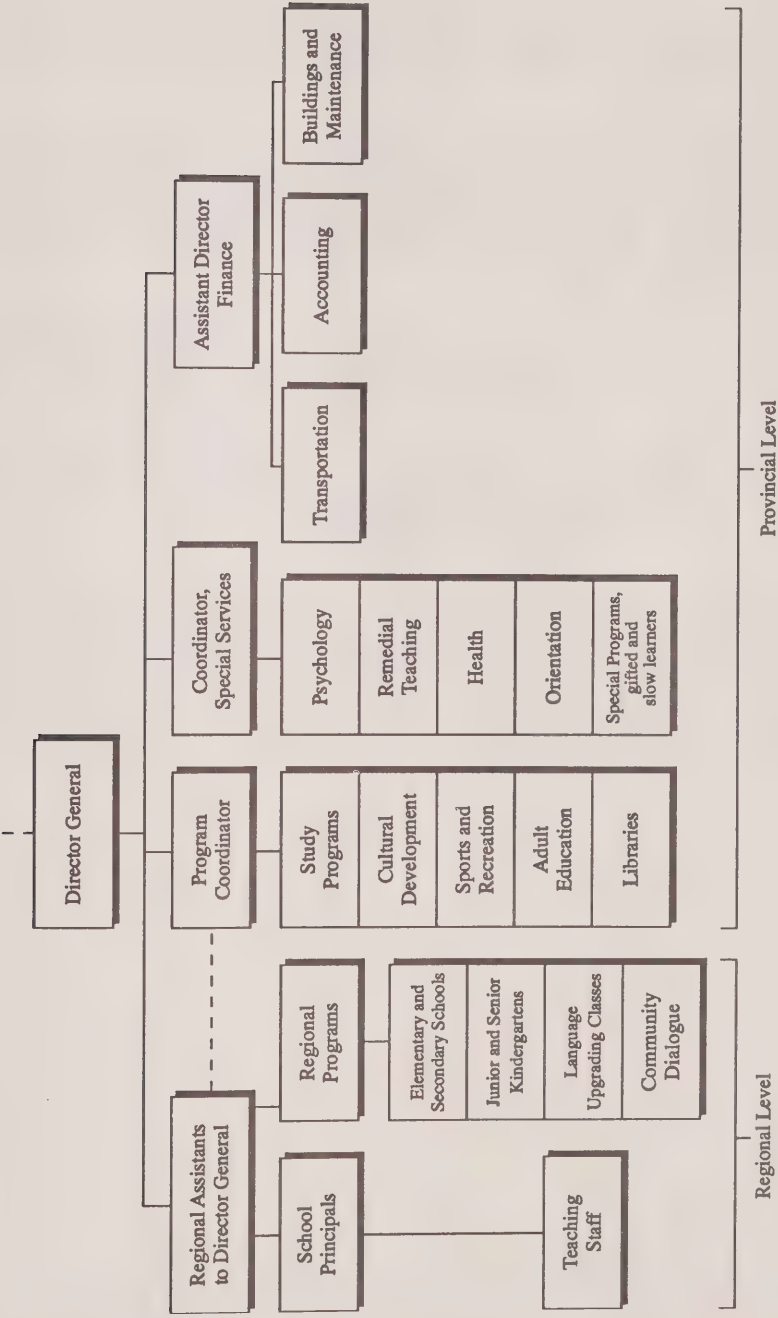 Director General
Regional Assistants
to Director General
Program
Coordinator
Coordinator,
Special Services
Assistant Director
Finance
School
Principals
Teaching
Staff
Regional
Programs
Elementary and
Secondary Schools
Junior and Senior
Kindergartens
Language
Upgrading Classes
Community
Dialogue
Study
Programs
Cultural
Development
Sports and
Recreation
Adult
Education
Libraries
Psychology
Remedial
Teaching
Health
Orientation
Special Programs,
gifted and
slow learners
Transportation
Accounting
Buildings and
Maintenance
Regional Level
Provincial Level